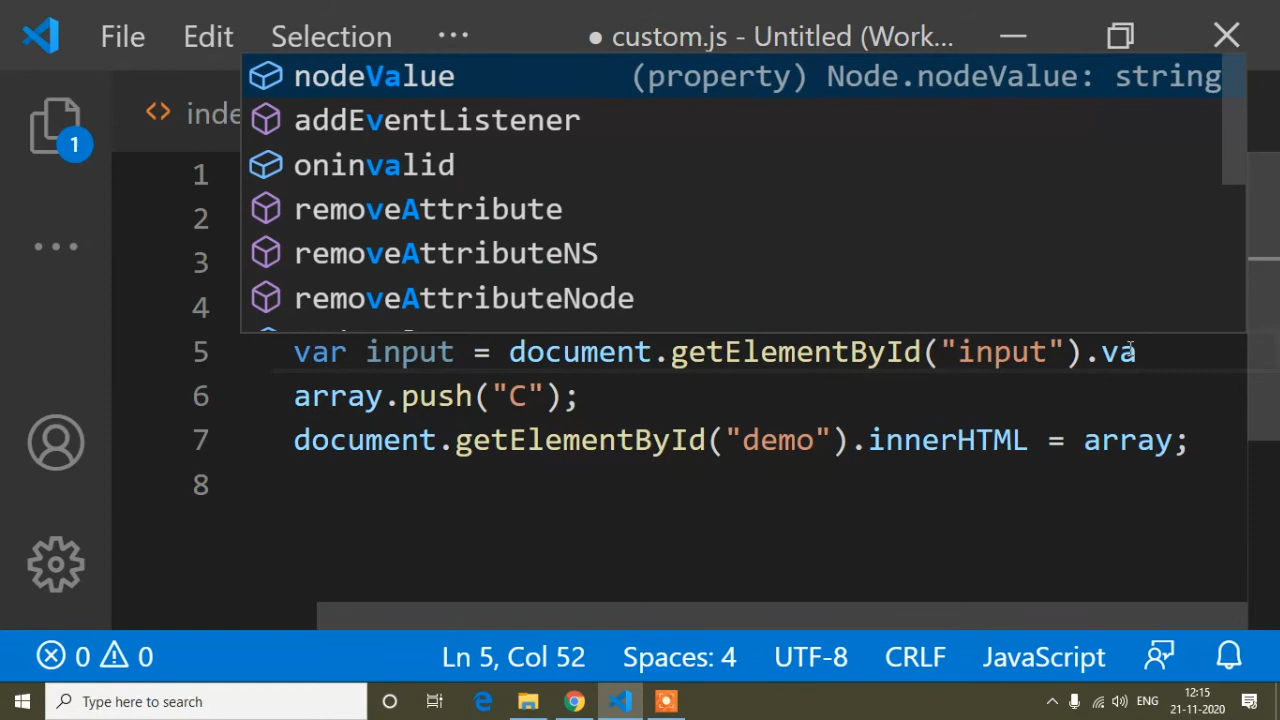 File Edit Selection ··· ● custom.js - Untitled (Work...
nodeValue (property) Node.nodeValue: string
addEventListener
oninvalid
removeAttribute
removeAttributeNS
removeAttributeNode
1 inde
1
2
3
4
5 var input = document.getElementById("input").va
6 array.push("C");
7 document.getElementById("demo").innerHTML = array;
8
0 0 Ln 5, Col 52 Spaces: 4 UTF-8 CRLF JavaScript
Type here to search ENG 12:15
21-11-2020